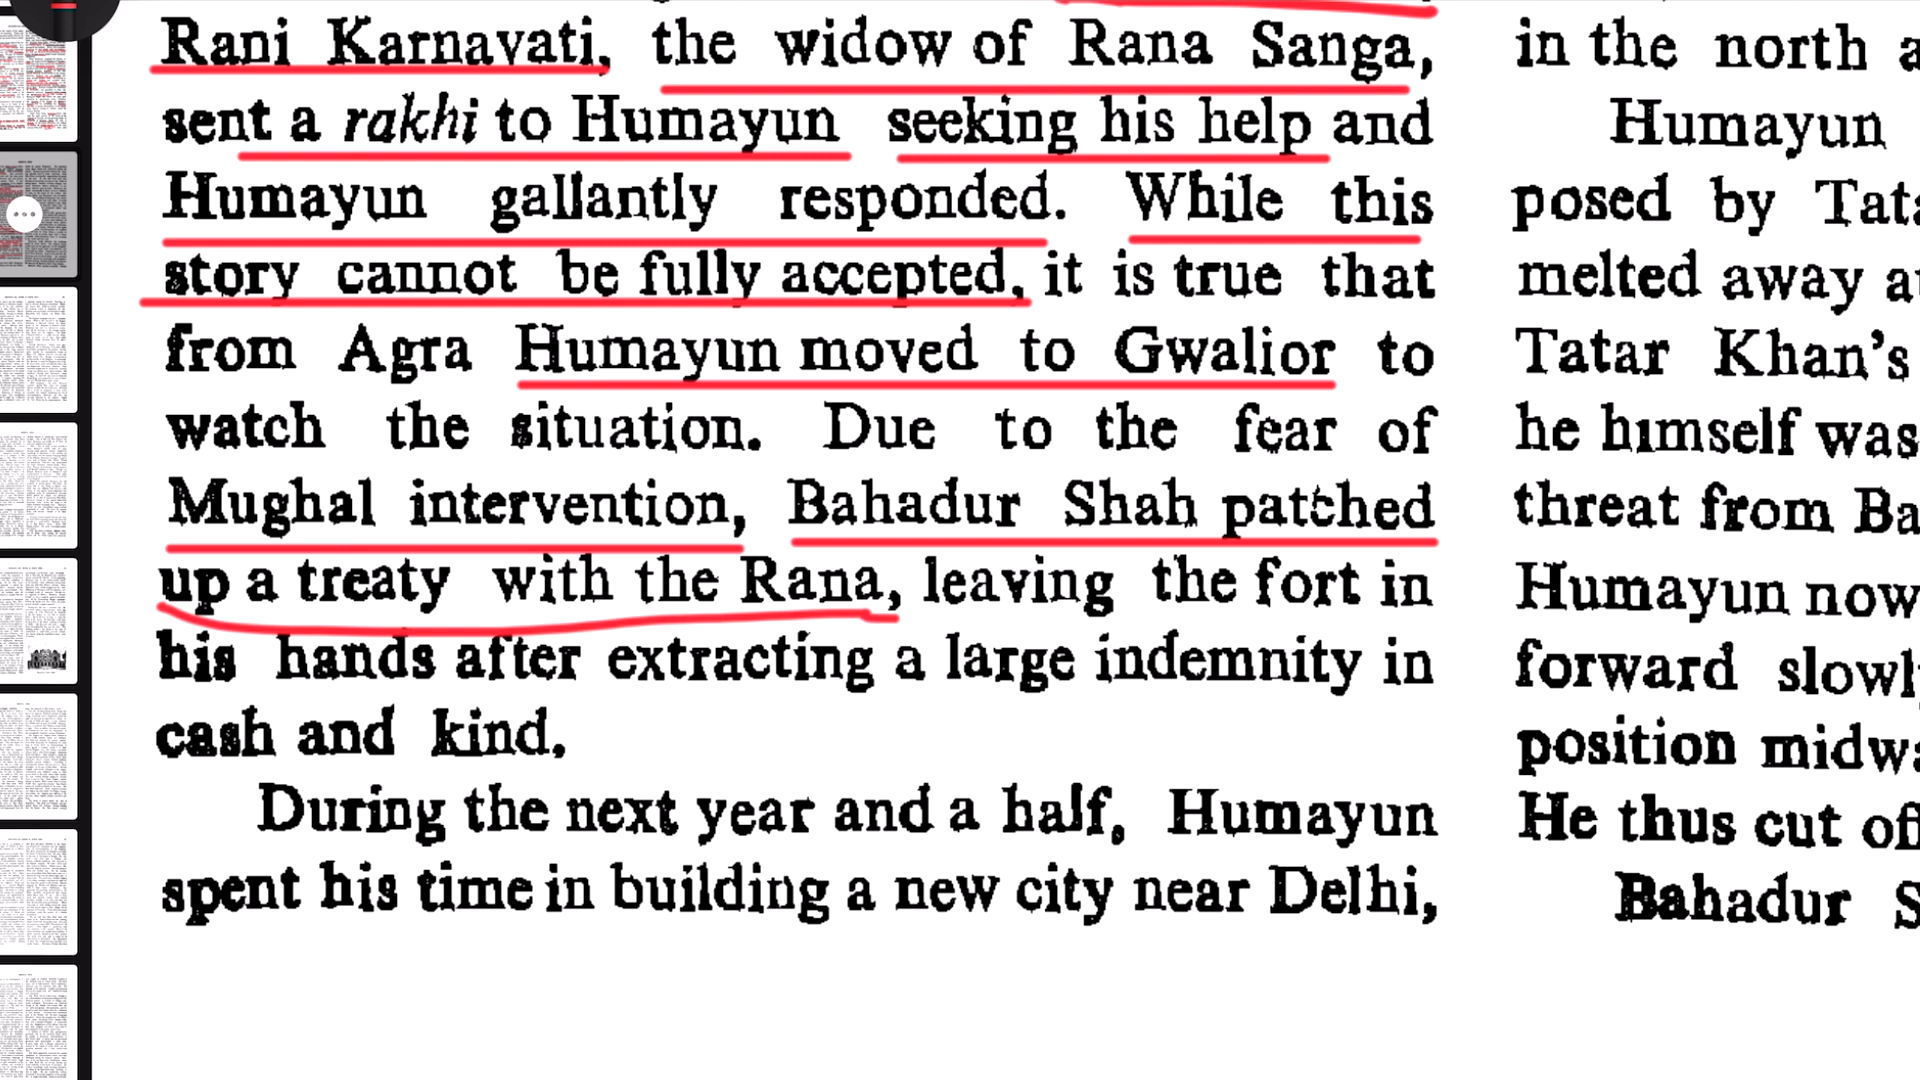 Rani Karnavati, the widow of Rana Sanga,
sent a rakhi to Humayun seeking his help and
Humayun gallantly responded. While this
story cannot be fully accepted, it is true that
from Agra Humayun moved to Gwalior to
watch the situation. Due to the fear of
Mughal intervention, Bahadur Shah patched
up a treaty with the Rana, leaving the fort in
his hands after extracting a large indemnity in
cash and kind.
During the next year and a half, Humayun
spent his time in building a new city near Delhi,
in the north
Humayun
posed by
melted away
Tatar Khan's
he himself was
threat from
Humayun now
forward
position
He thus cut
Bahadur